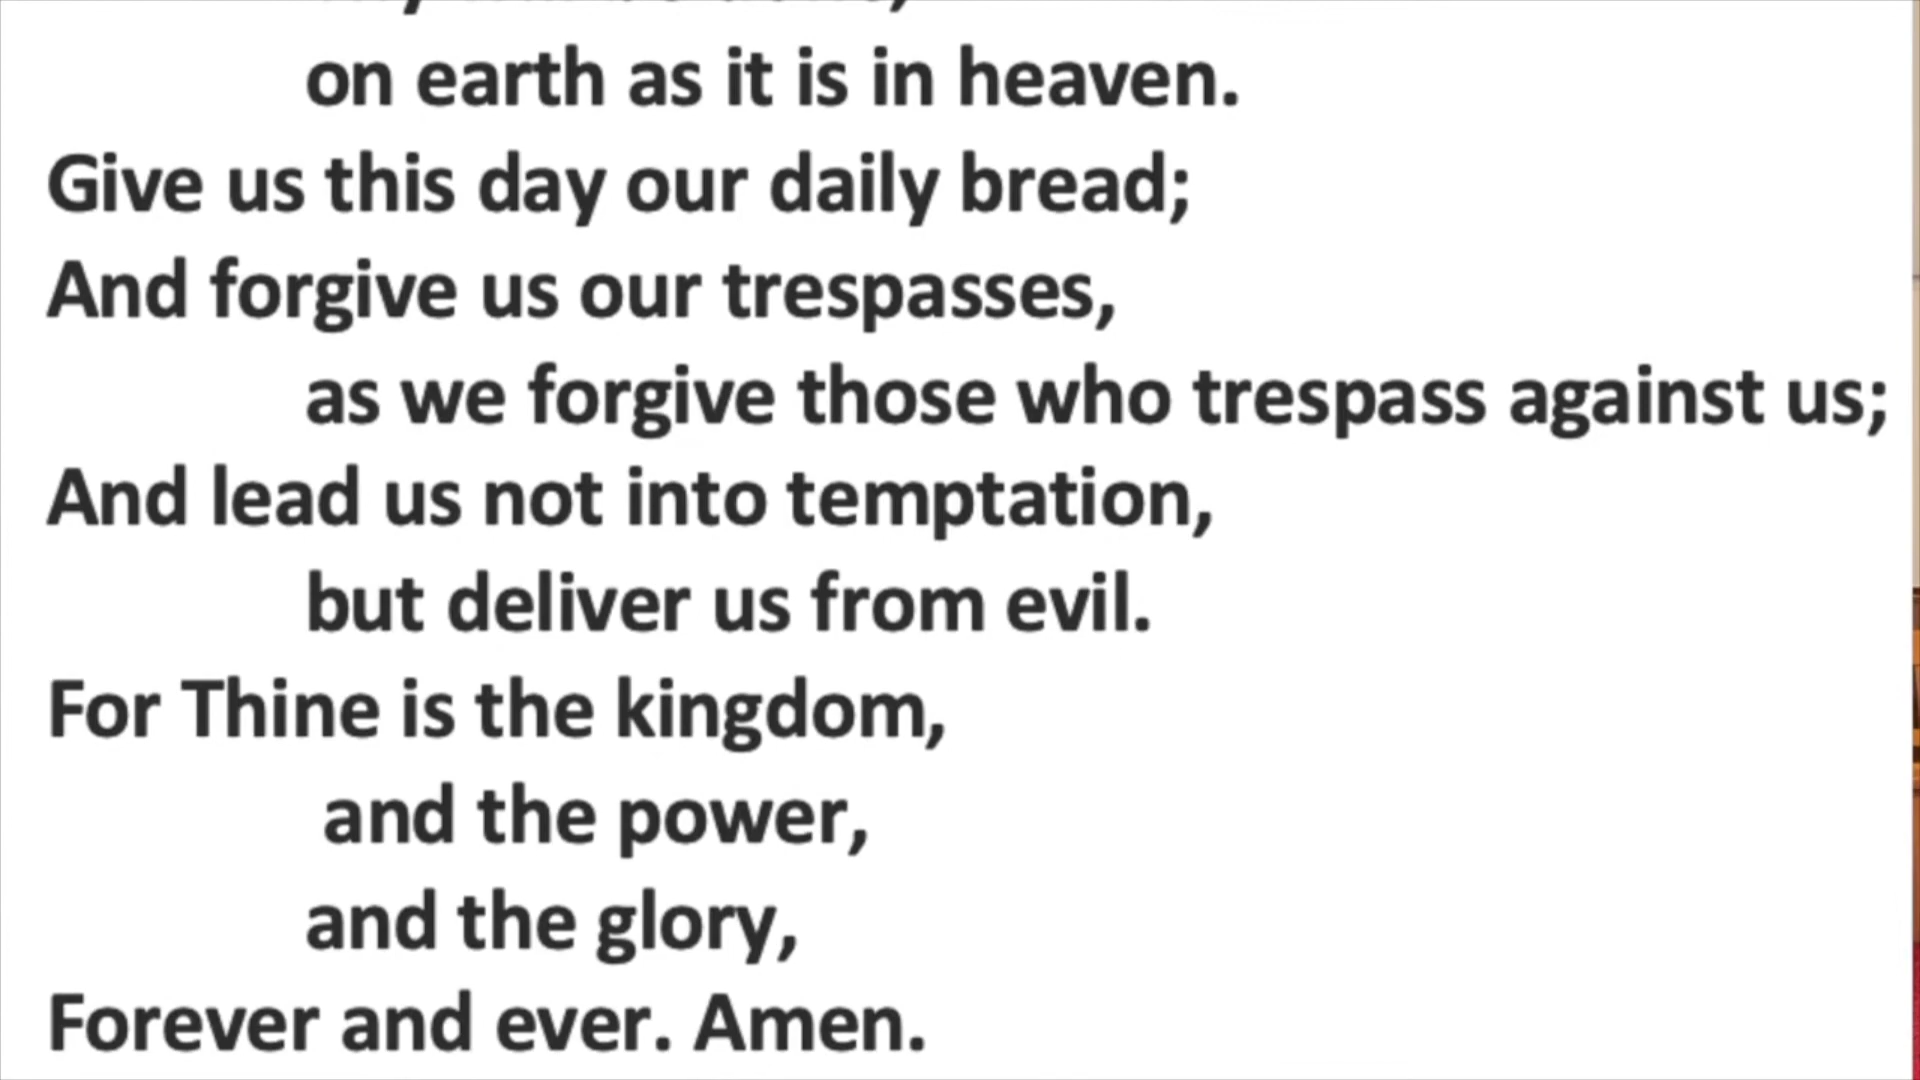 on earth as it is in heaven.
Give us this day our daily bread;
And forgive us our trespasses,
as we forgive those who trespass against us;
And lead us not into temptation,
but deliver us from evil.
For Thine is the kingdom,
and the power,
and the glory,
Forever and ever. Amen.